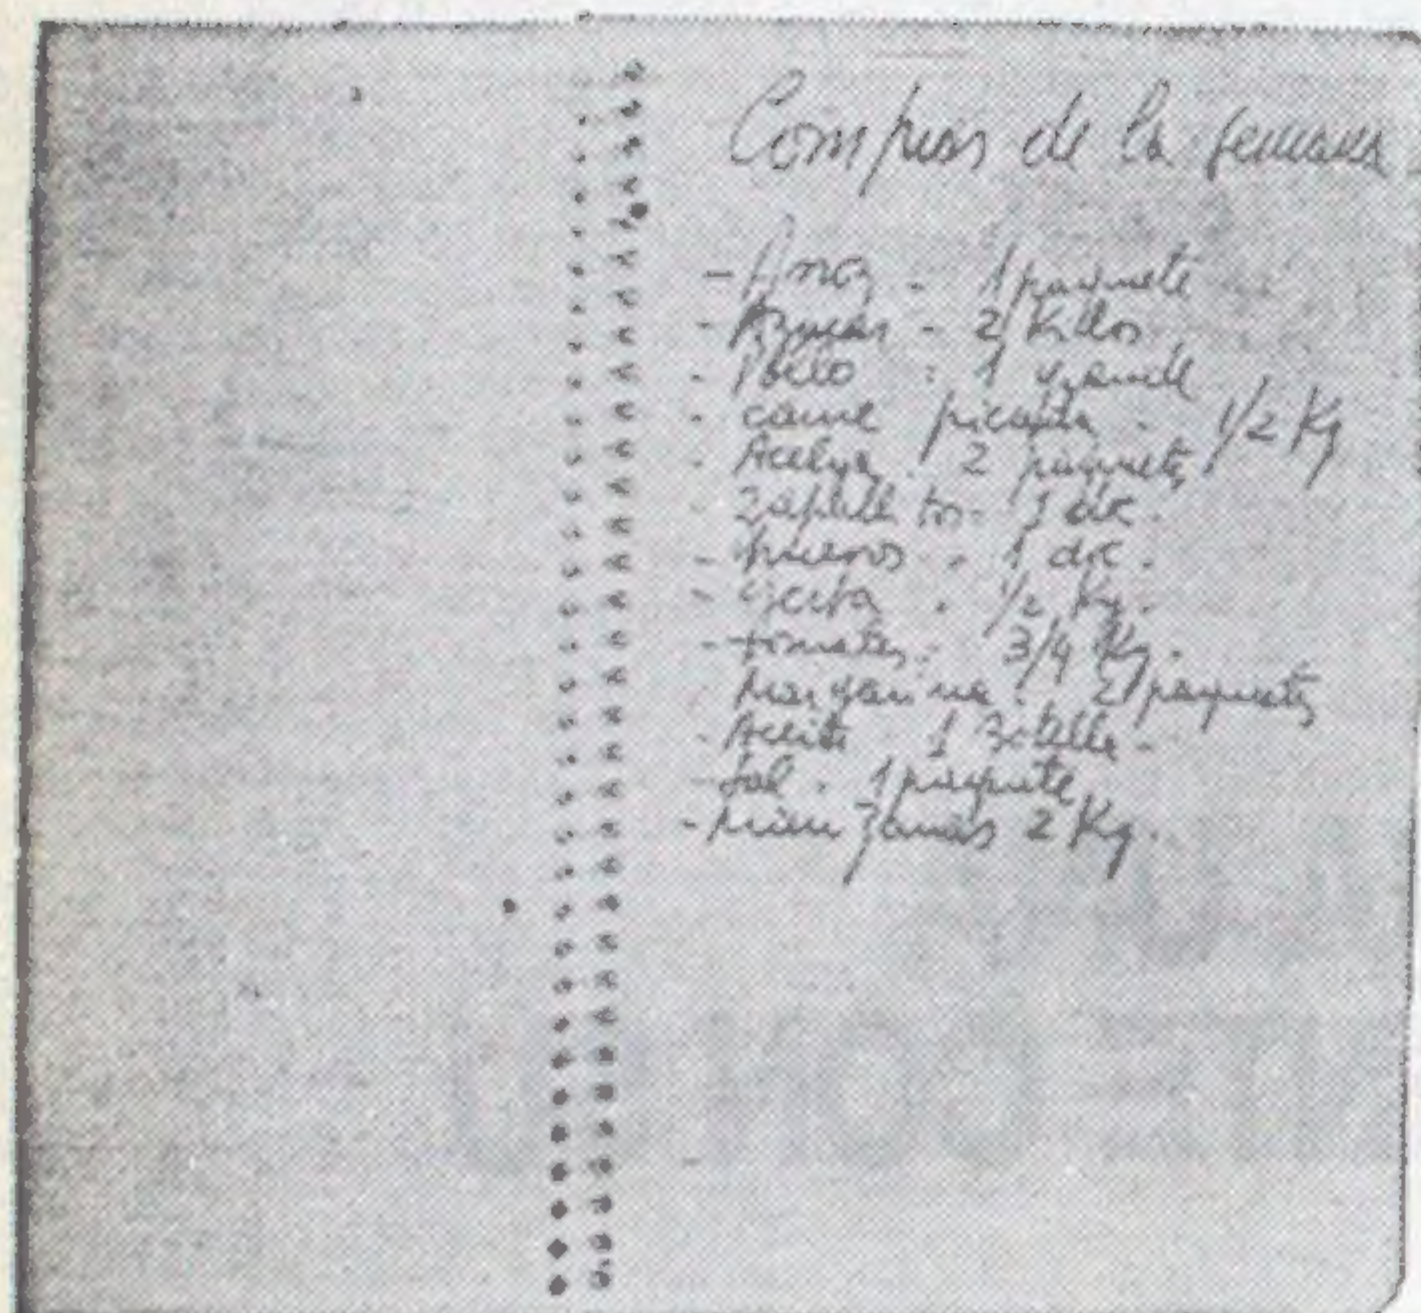 Compras de la semana
- Arroz - 1 paquete
- Azúcar - 2 Killos
- Pollo : 1 grande
- carne picada - 1/2 Kg
- Acelga . 2 paquetes
- Zapallitos - 1 doc.
- huevos - 1 doc.
- . 1/2 Kg.
- tomates : 3/4 Kg.
- Margarina : 2 paquetes
- Aceite - 1 Botella -
- Sal . 1 paquete
- Manzanas 2 Kg.